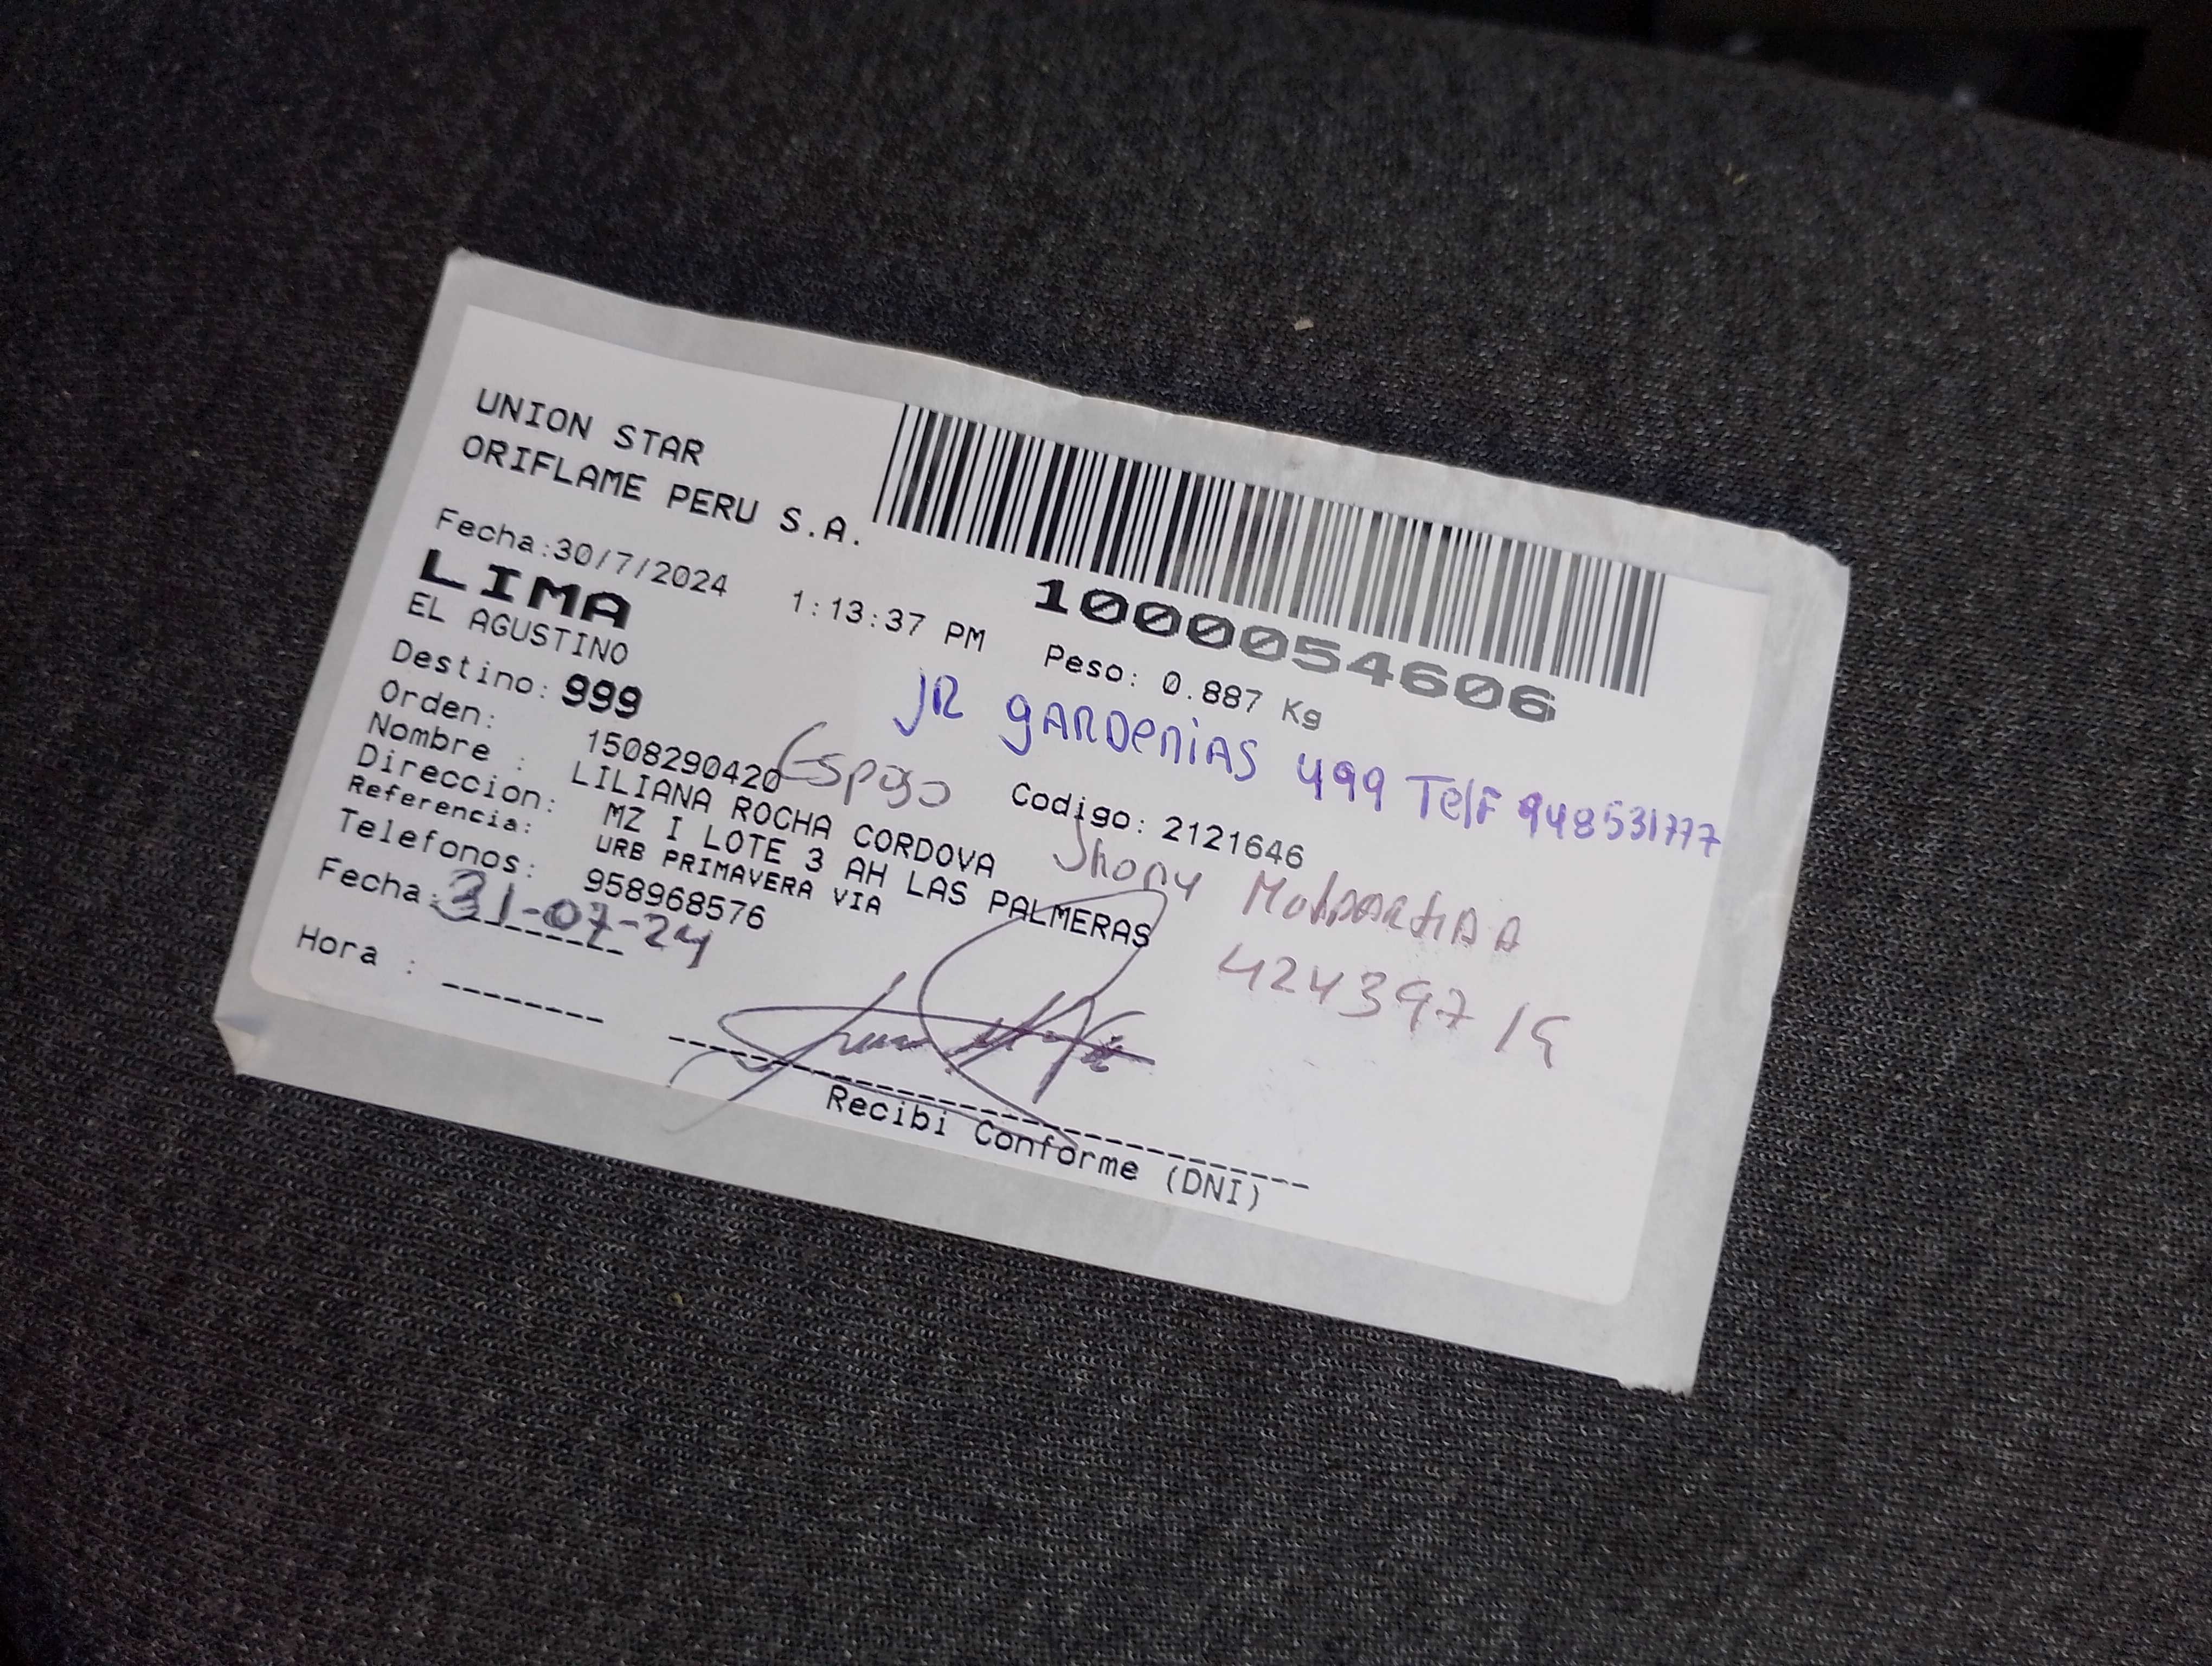 UNION STAR
ORIFLAME PERU S.A.
1000054606
Fecha:30/7/2024 1:13:37 PM Peso: 0.887 Kg
LIMA
EL AGUSTINO
JR gARDeniAS 499 Telf 948531777
Destino: 999
Orden: 1508290420 Esposo Codigo: 2121646
Nombre : LILIANA ROCHA CORDOVA
Jhony
Direccion: MZ I LOTE 3 AH LAS PALMERAS
Referencia: URB PRIMAVERA VIA
Telefonos: 958968576
42439719
Fecha: 31-07-24
Hora : -------
Recibi Conforme (DNI)